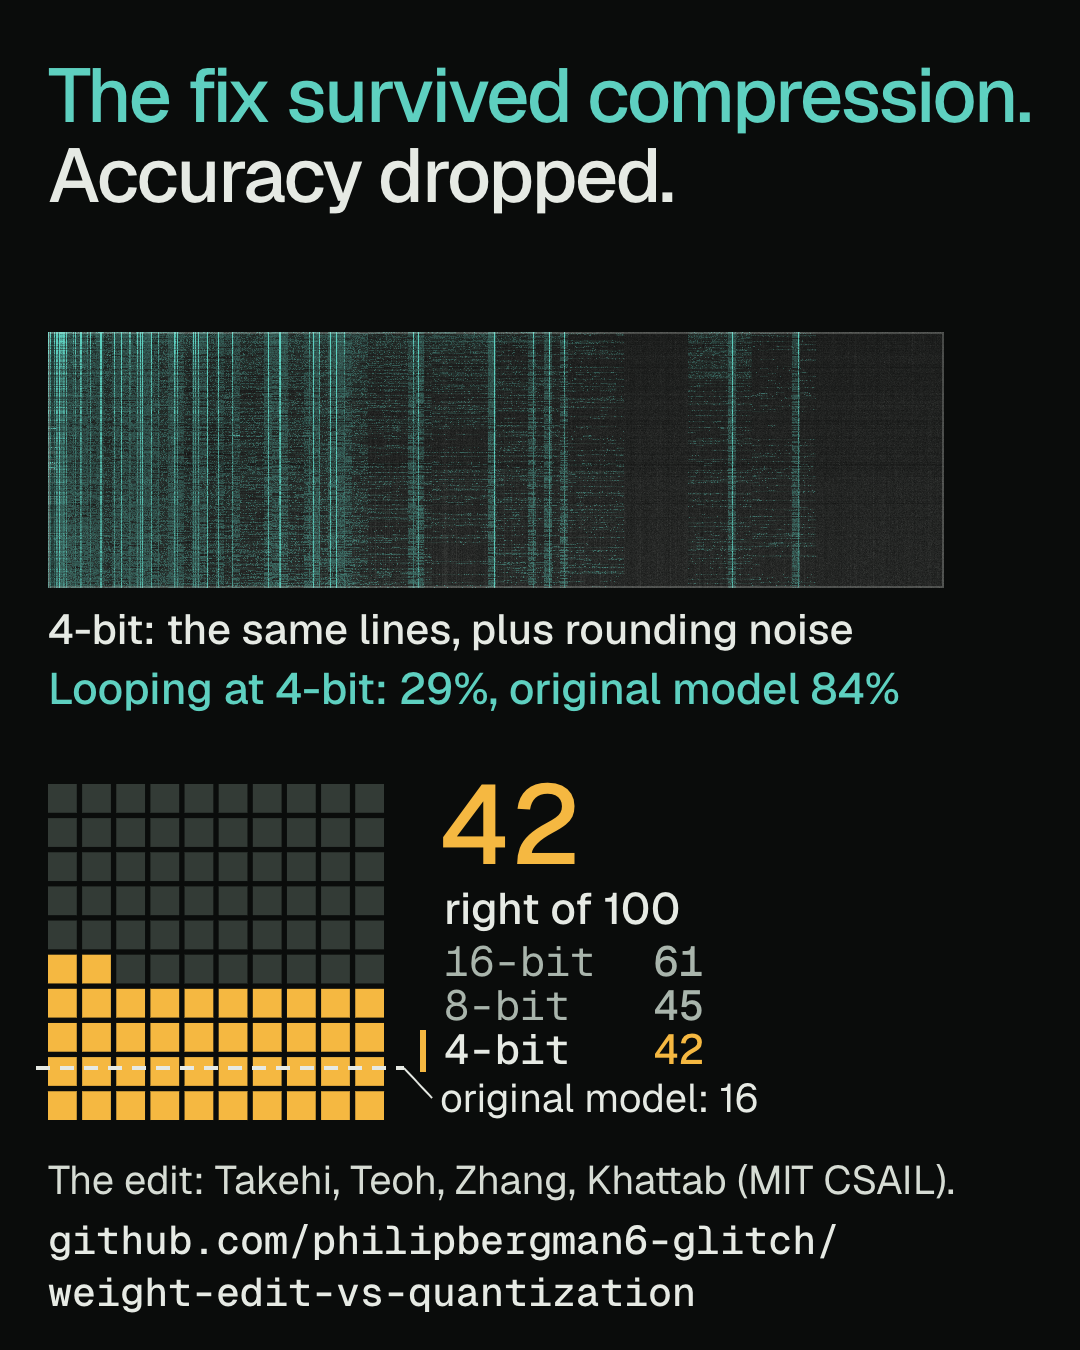 The fix survived compression.
Accuracy dropped.
4-bit: the same lines, plus rounding noise
Looping at 4-bit: 29%, original model 84%
42
right of 100
16-bit 61
8-bit 45
4-bit 42
original model: 16
The edit: Takehi, Teoh, Zhang, Khattab (MIT CSAIL).
github.com/philipbergman6-glitch/
weight-edit-vs-quantization